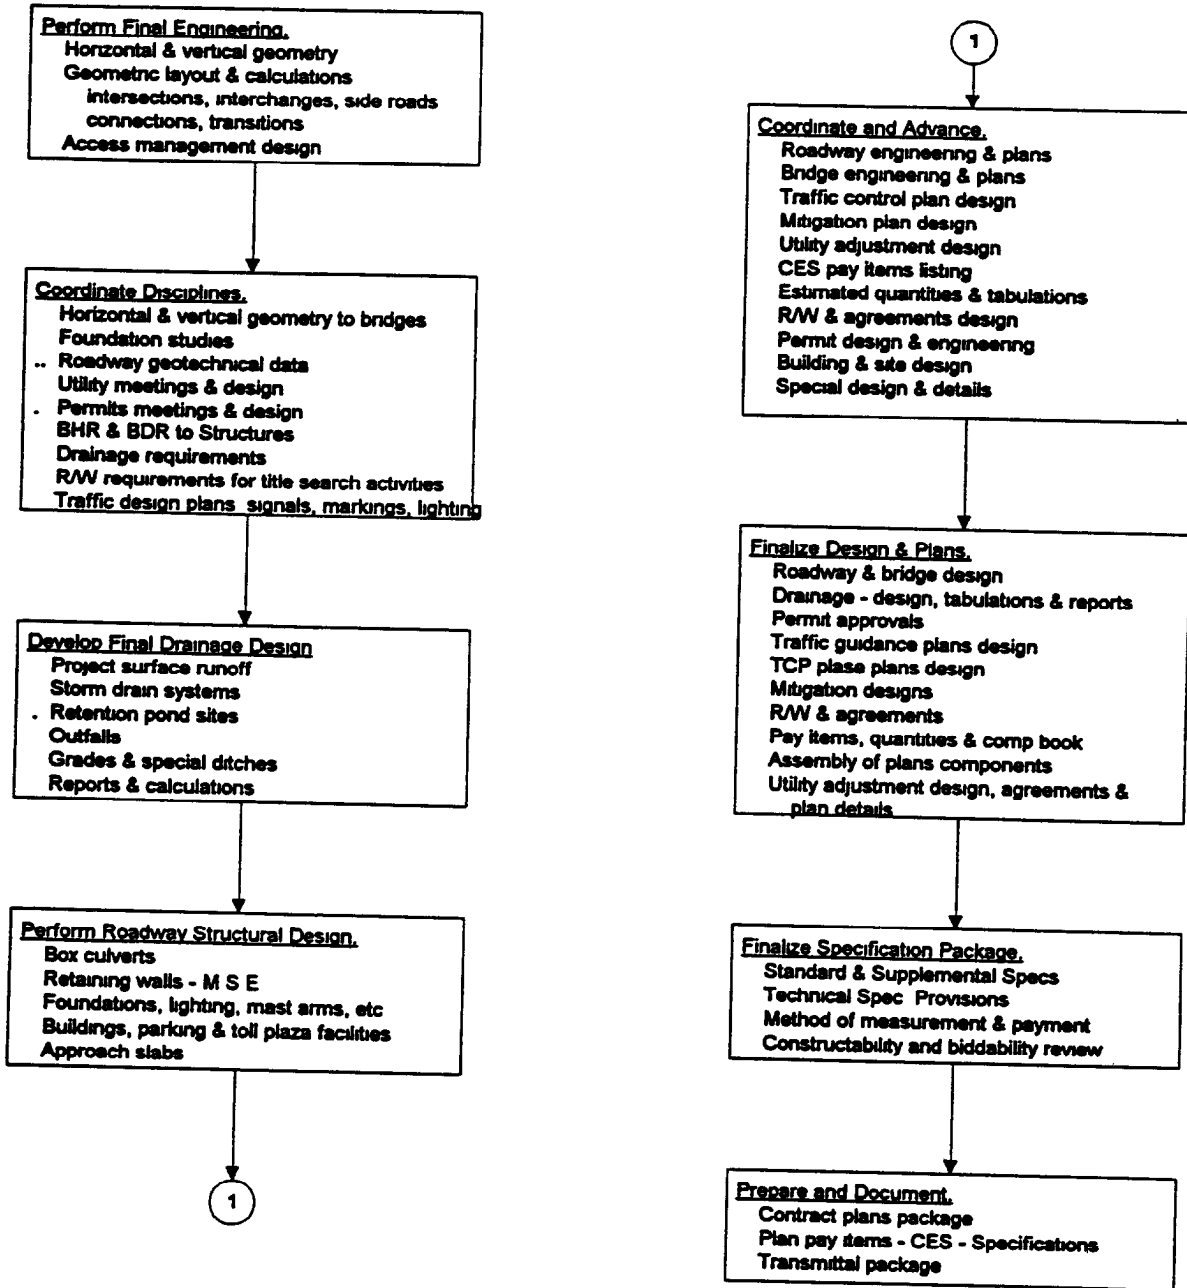 Perform Final Engineering.
Horizontal & vertical geometry
Geometric layout & calculations
intersections, interchanges, side roads
connections, transitions
Access management design
Coordinate Disciplines.
Horizontal & vertical geometry to bridges
Foundation studies
.. Roadway geotechnical data
Utility meetings & design
. Permits meetings & design
BHR & BDR to Structures
Drainage requirements
R/W requirements for title search activities
Traffic design plans signals, markings, lighting
Develop Final Drainage Design
Project surface runoff
Storm drain systems
. Retention pond sites
Outfalls
Grades & special ditches
Reports & calculations
Perform Roadway Structural Design.
Box culverts
Retaining walls - M S E
Foundations, lighting, mast arms, etc
Buildings, parking & toll plaza facilities
Approach slabs
1
1
Coordinate and Advance.
Roadway engineering & plans
Bridge engineering & plans
Traffic control plan design
Mitigation plan design
Utility adjustment design
CES pay items listing
Estimated quantities & tabulations
R/W & agreements design
Permit design & engineering
Building & site design
Special design & details
Finalize Design & Plans.
Roadway & bridge design
Drainage - design, tabulations & reports
Permit approvals
Traffic guidance plans design
TCP plase plans design
Mitigation designs
R/W & agreements
Pay items, quantities & comp book
Assembly of plans components
Utility adjustment design, agreements &
plan details
Finalize Specification Package.
Standard & Supplemental Specs
Technical Spec Provisions
Method of measurement & payment
Constructability and biddability review
Prepare and Document.
Contract plans package
Plan pay items - CES - Specifications
Transmittal package